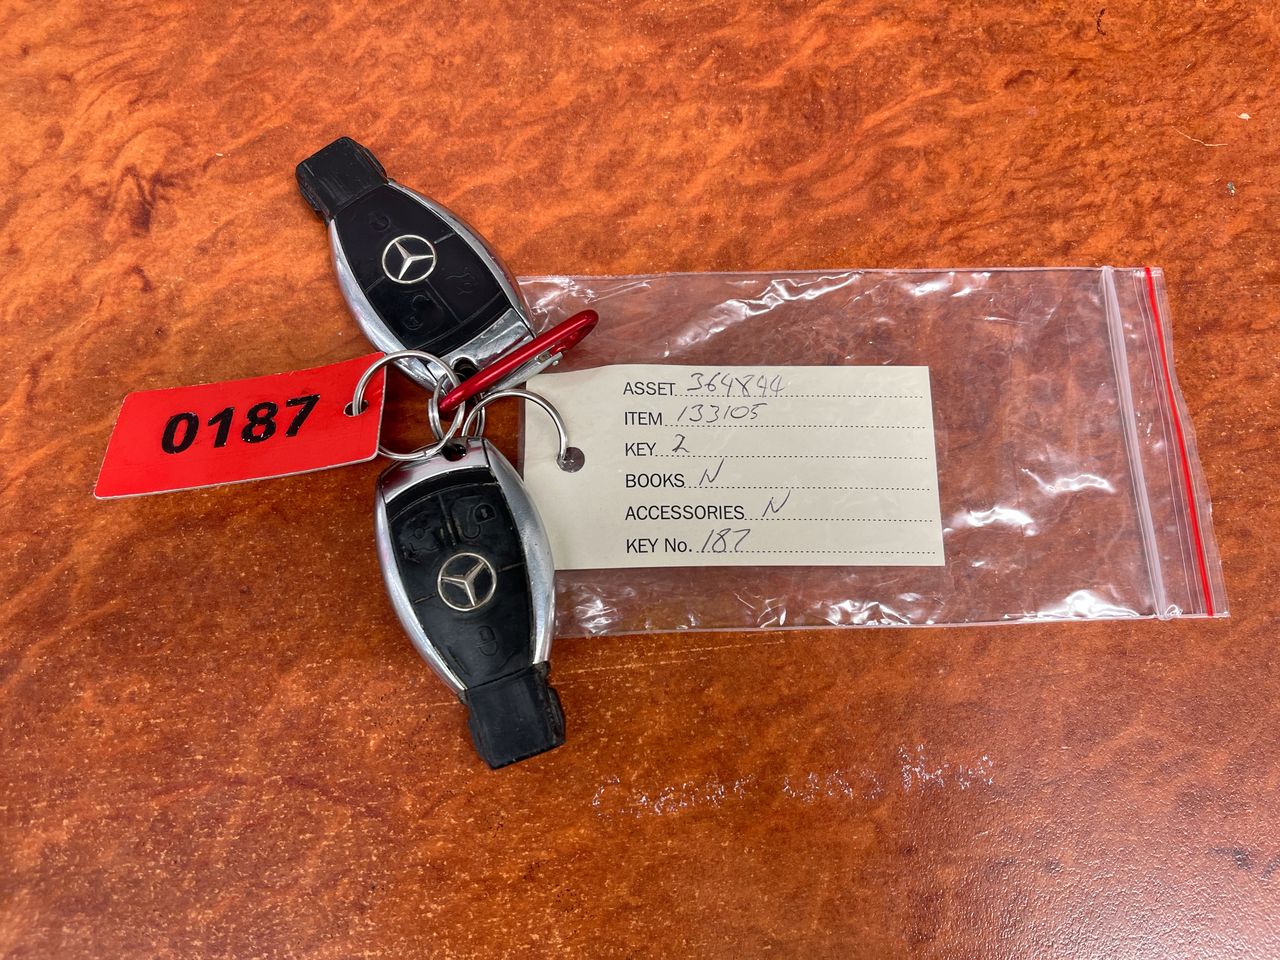 0187
ASSET 364844
ITEM 133105
KEY 2
BOOKS N
ACCESSORIES N
KEY No. 187